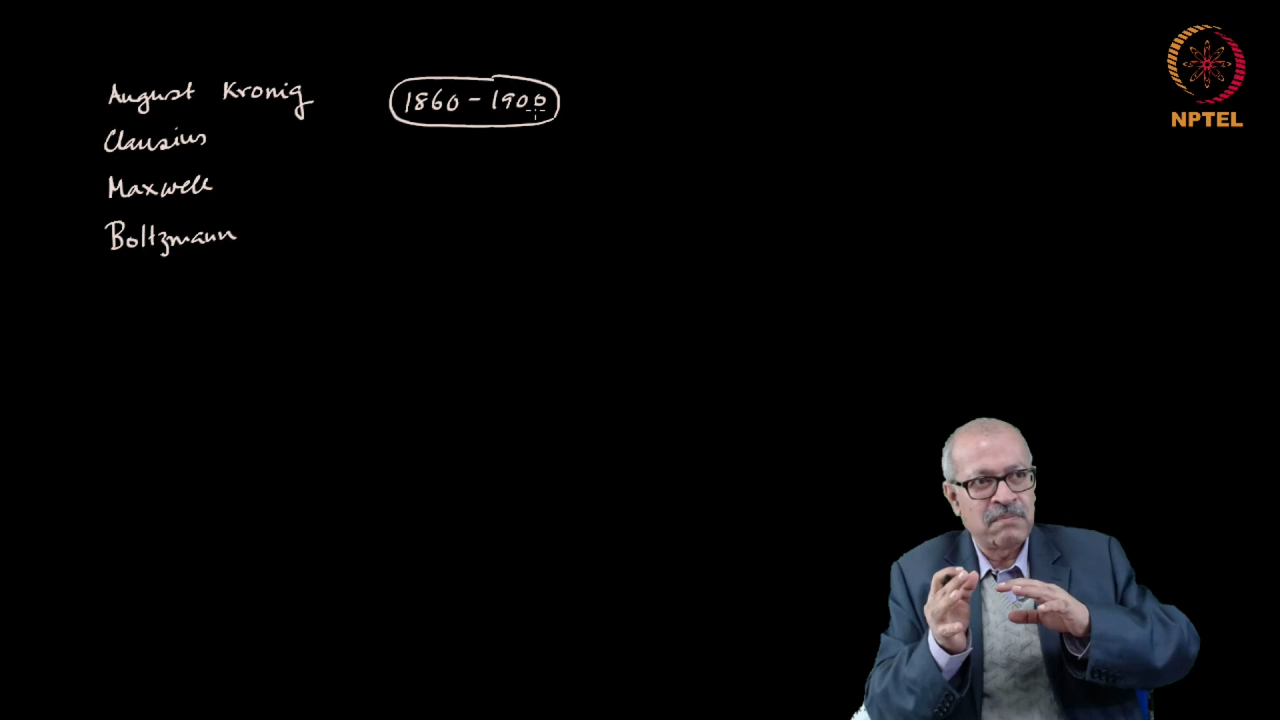 August Kronig
1860 - 1900
Clausius
Maxwell
Boltzmann
NPTEL